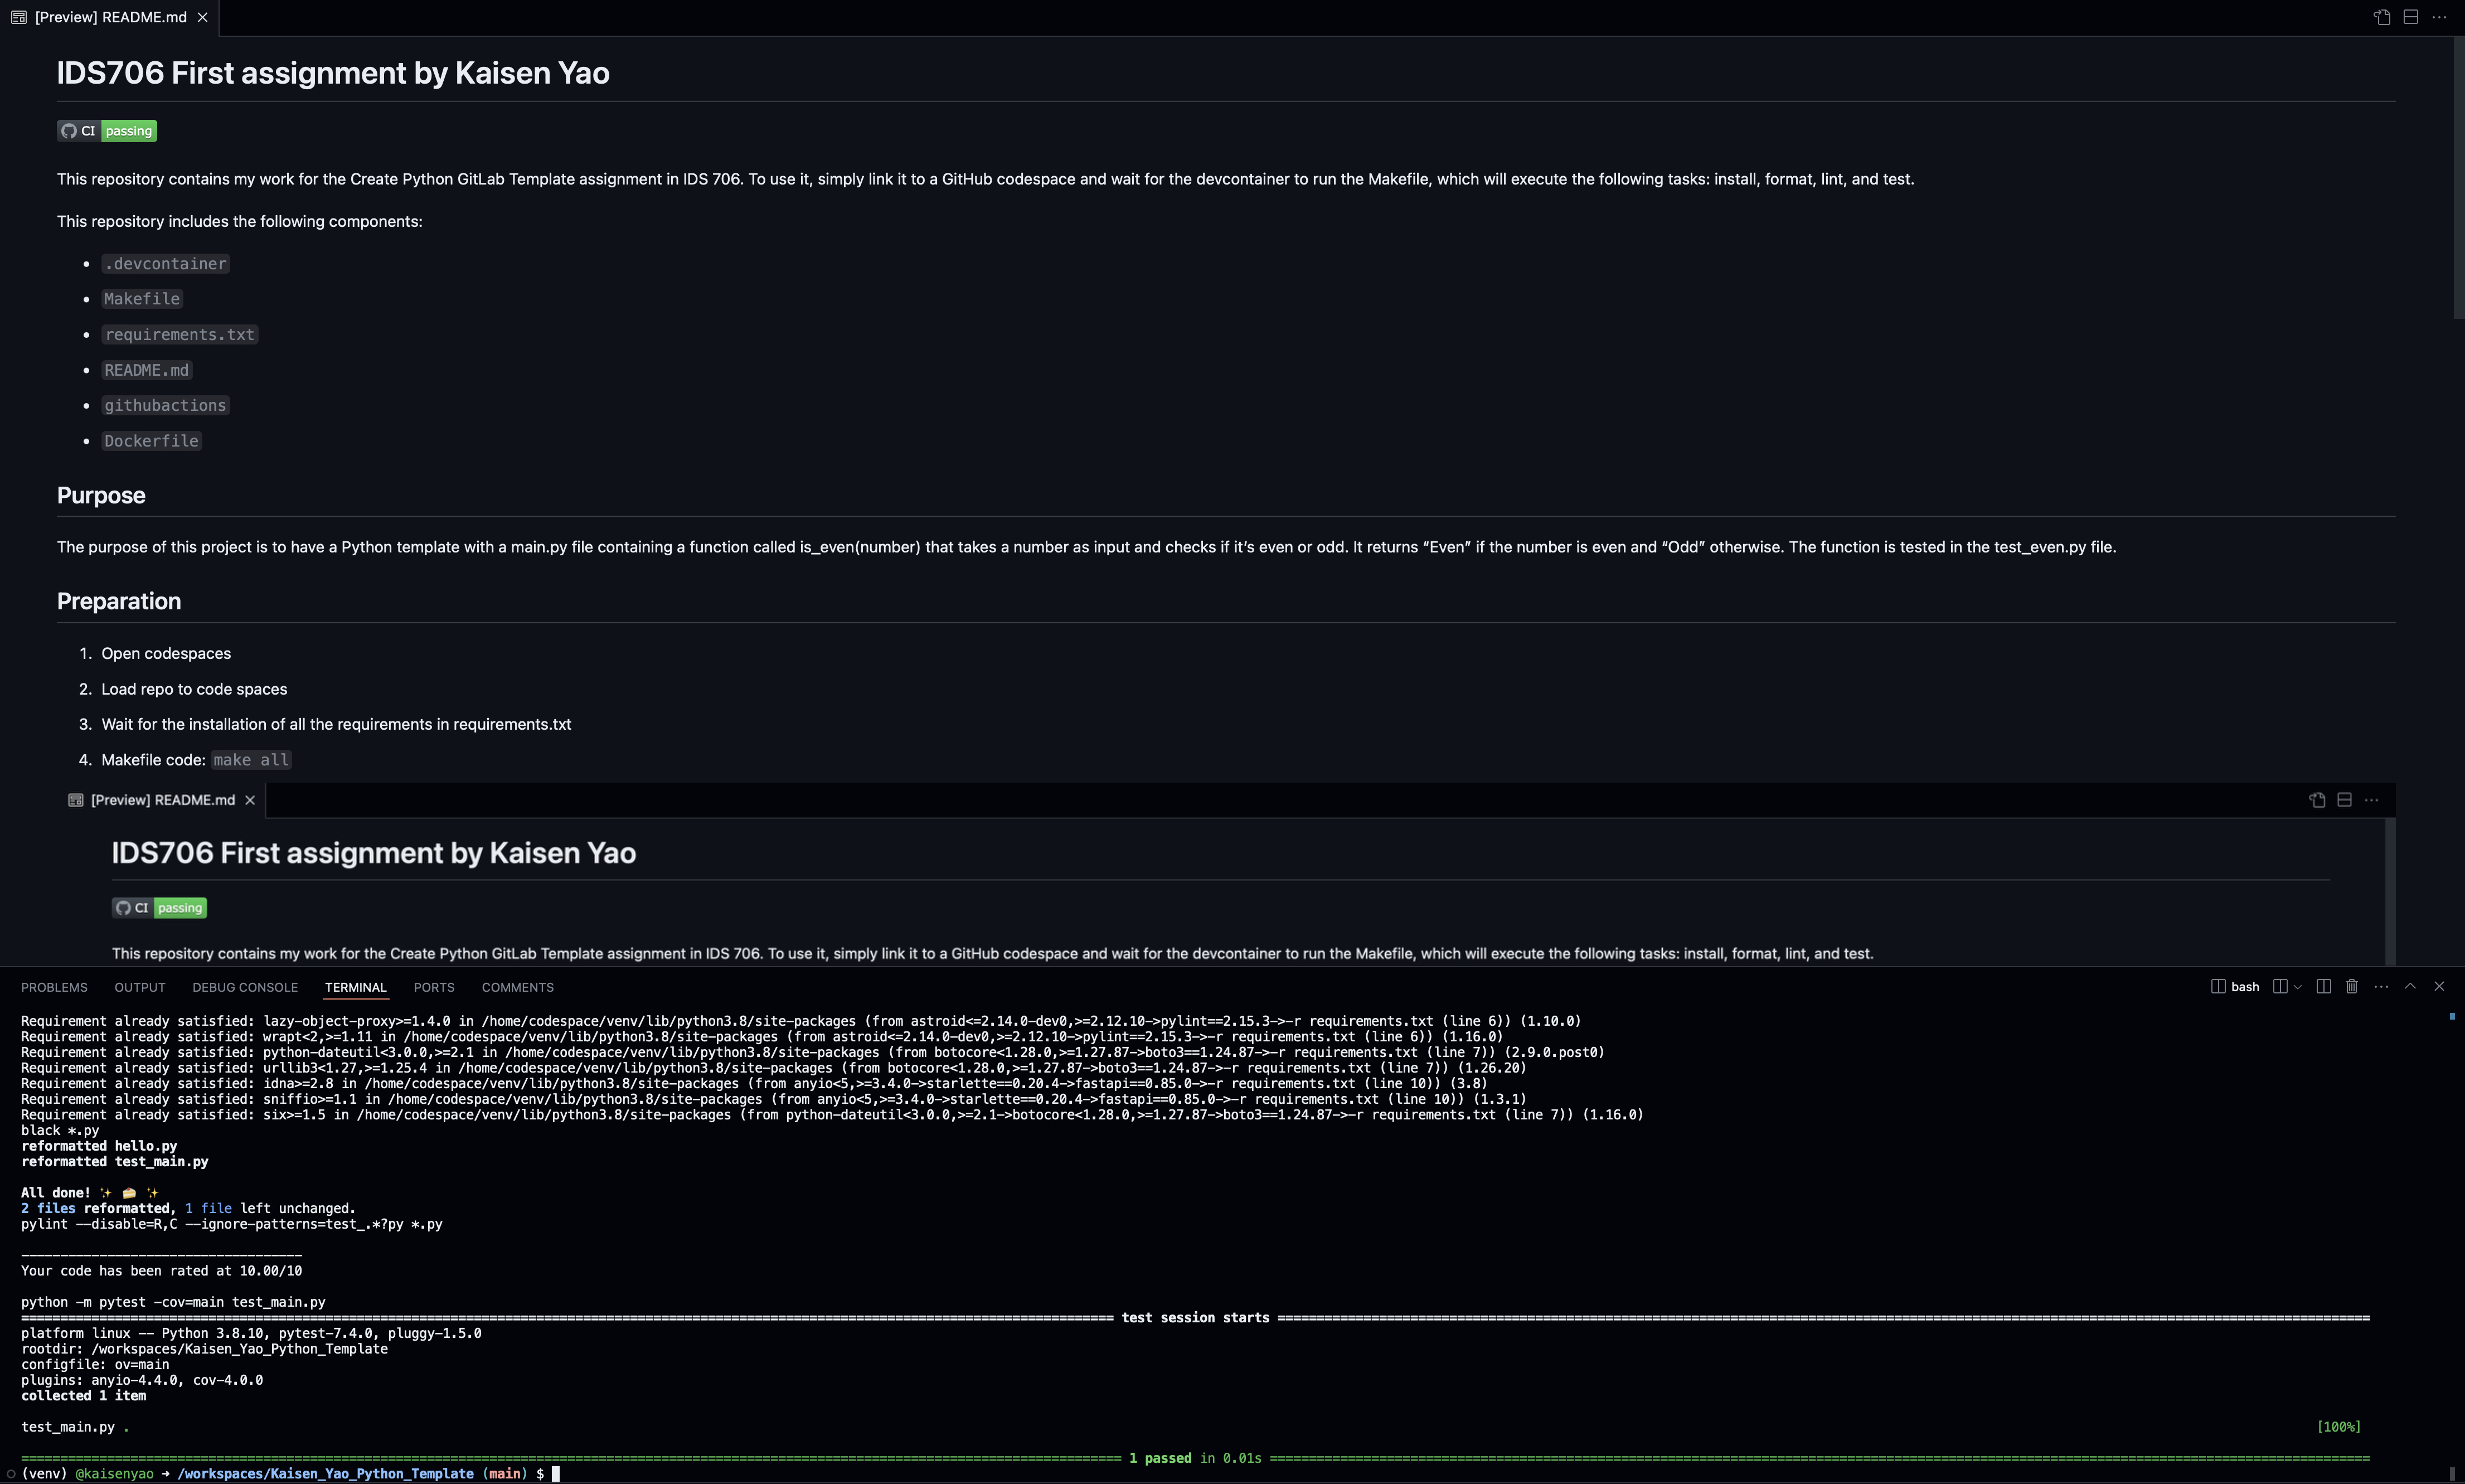 [Preview] README.md
IDS706 First assignment by Kaisen Yao
CI passing
This repository contains my work for the Create Python GitLab Template assignment in IDS 706. To use it, simply link it to a GitHub codespace and wait for the devcontainer to run the Makefile, which will execute the following tasks: install, format, lint, and test.
This repository includes the following components:
• .devcontainer
• Makefile
• requirements.txt
• README.md
• githubactions
• Dockerfile
Purpose
The purpose of this project is to have a Python template with a main.py file containing a function called is_even(number) that takes a number as input and checks if it’s even or odd. It returns “Even” if the number is even and “Odd” otherwise. The function is tested in the test_even.py file.
Preparation
1. Open codespaces
2. Load repo to code spaces
3. Wait for the installation of all the requirements in requirements.txt
4. Makefile code: make all
[Preview] README.md
IDS706 First assignment by Kaisen Yao
CI passing
This repository contains my work for the Create Python GitLab Template assignment in IDS 706. To use it, simply link it to a GitHub codespace and wait for the devcontainer to run the Makefile, which will execute the following tasks: install, format, lint, and test.
PROBLEMS OUTPUT DEBUG CONSOLE TERMINAL PORTS COMMENTS bash
Requirement already satisfied: lazy-object-proxy>=1.4.0 in /home/codespace/venv/lib/python3.8/site-packages (from astroid<=2.14.0-dev0,>=2.12.10->pylint==2.15.3->-r requirements.txt (line 6)) (1.10.0)
Requirement already satisfied: wrapt<2,>=1.11 in /home/codespace/venv/lib/python3.8/site-packages (from astroid<=2.14.0-dev0,>=2.12.10->pylint==2.15.3->-r requirements.txt (line 6)) (1.16.0)
Requirement already satisfied: python-dateutil<3.0.0,>=2.1 in /home/codespace/venv/lib/python3.8/site-packages (from botocore<1.28.0,>=1.27.87->boto3==1.24.87->-r requirements.txt (line 7)) (2.9.0.post0)
Requirement already satisfied: urllib3<1.27,>=1.25.4 in /home/codespace/venv/lib/python3.8/site-packages (from botocore<1.28.0,>=1.27.87->boto3==1.24.87->-r requirements.txt (line 7)) (1.26.20)
Requirement already satisfied: idna>=2.8 in /home/codespace/venv/lib/python3.8/site-packages (from anyio<5,>=3.4.0->starlette==0.20.4->fastapi==0.85.0->-r requirements.txt (line 10)) (3.8)
Requirement already satisfied: sniffio>=1.1 in /home/codespace/venv/lib/python3.8/site-packages (from anyio<5,>=3.4.0->starlette==0.20.4->fastapi==0.85.0->-r requirements.txt (line 10)) (1.3.1)
Requirement already satisfied: six>=1.5 in /home/codespace/venv/lib/python3.8/site-packages (from python-dateutil<3.0.0,>=2.1->botocore<1.28.0,>=1.27.87->boto3==1.24.87->-r requirements.txt (line 7)) (1.16.0)
black *.py
reformatted hello.py
reformatted test_main.py
All done! ✨ 🍰 ✨
2 files reformatted, 1 file left unchanged.
pylint --disable=R,C --ignore-patterns=test_.*?py *.py
------------------------------------
Your code has been rated at 10.00/10
python -m pytest -cov=main test_main.py
=== test session starts ===
platform linux -- Python 3.8.10, pytest-7.4.0, pluggy-1.5.0
rootdir: /workspaces/Kaisen_Yao_Python_Template
configfile: ov=main
plugins: anyio-4.4.0, cov-4.0.0
collected 1 item
test_main.py . [100%]
=== 1 passed in 0.01s ===
(venv) @kaisenyao ➜ /workspaces/Kaisen_Yao_Python_Template (main) $